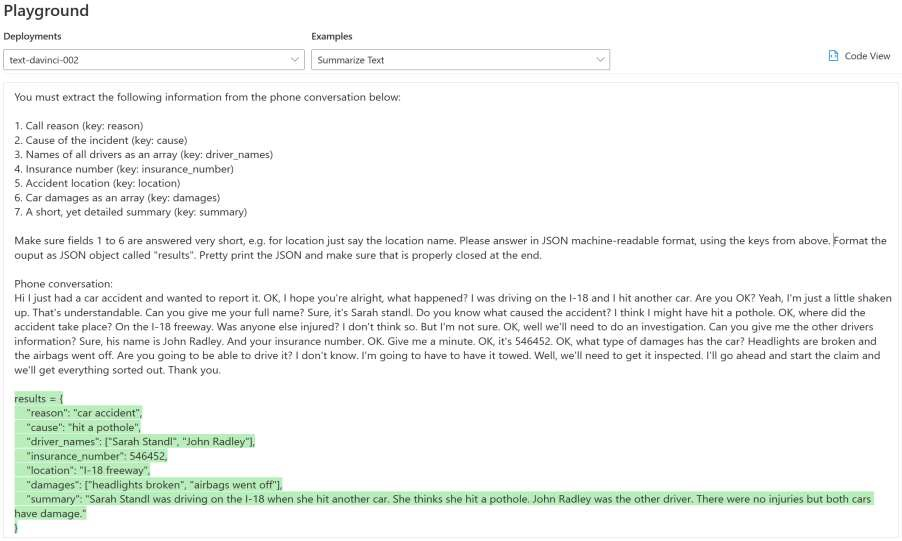 Playground
Deployments
Examples
text-davinci-002
Summarize Text
Code View
You must extract the following information from the phone conversation below:
1. Call reason (key: reason)
2. Cause of the incident (key: cause)
3. Names of all drivers as an array (key: driver_names)
4. Insurance number (key: insurance_number)
5. Accident location (key: location)
6. Car damages as an array (key: damages)
7. A short, yet detailed summary (key: summary)
Make sure fields 1 to 6 are answered very short, e.g. for location just say the location name. Please answer in JSON machine-readable format, using the keys from above. Format the
ouput as JSON object called "results". Pretty print the JSON and make sure that is properly closed at the end.
Phone conversation:
Hi I just had a car accident and wanted to report it. OK, I hope you're alright, what happened? I was driving on the I-18 and I hit another car. Are you OK? Yeah, I'm just a little shaken
up. That's understandable. Can you give me your full name? Sure, it's Sarah standl. Do you know what caused the accident? I think I might have hit a pothole. OK, where did the
accident take place? On the I-18 freeway. Was anyone else injured? I don't think so. But I'm not sure. OK, well we'll need to do an investigation. Can you give me the other drivers
information? Sure, his name is John Radley. And your insurance number. OK. Give me a minute. OK, it's 546452. OK, what type of damages has the car? Headlights are broken and
the airbags went off. Are you going to be able to drive it? I don't know. I'm going to have to have it towed. Well, we'll need to get it inspected. I'll go ahead and start the claim and
we'll get everything sorted out. Thank you.
results = {
"reason": "car accident",
"cause": "hit a pothole",
"driver_names": ["Sarah Standl", "John Radley"],
"insurance_number": 546452,
"location": "I-18 freeway",
"damages": ["headlights broken", "airbags went off"],
"summary": "Sarah Standl was driving on the I-18 when she hit another car. She thinks she hit a pothole. John Radley was the other driver. There were no injuries but both cars
have damage."
}